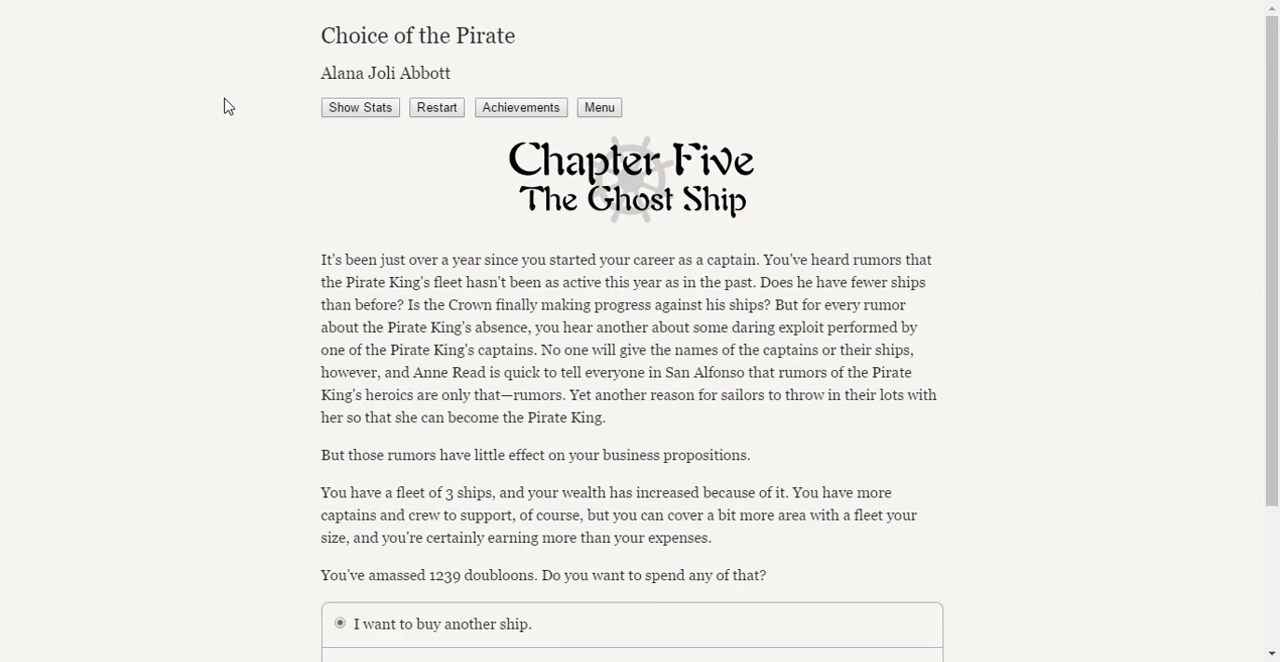 Choice of the Pirate
Alana Joli Abbott
Show Stats Restart Achievements Menu
Chapter Five
The Ghost Ship
It's been just over a year since you started your career as a captain. You've heard rumors that
the Pirate King's fleet hasn't been as active this year as in the past. Does he have fewer ships
than before? Is the Crown finally making progress against his ships? But for every rumor
about the Pirate King's absence, you hear another about some daring exploit performed by
one of the Pirate King's captains. No one will give the names of the captains or their ships,
however, and Anne Read is quick to tell everyone in San Alfonso that rumors of the Pirate
King's heroics are only that—rumors. Yet another reason for sailors to throw in their lots with
her so that she can become the Pirate King.
But those rumors have little effect on your business propositions.
You have a fleet of 3 ships, and your wealth has increased because of it. You have more
captains and crew to support, of course, but you can cover a bit more area with a fleet your
size, and you're certainly earning more than your expenses.
You've amassed 1239 doubloons. Do you want to spend any of that?
I want to buy another ship.